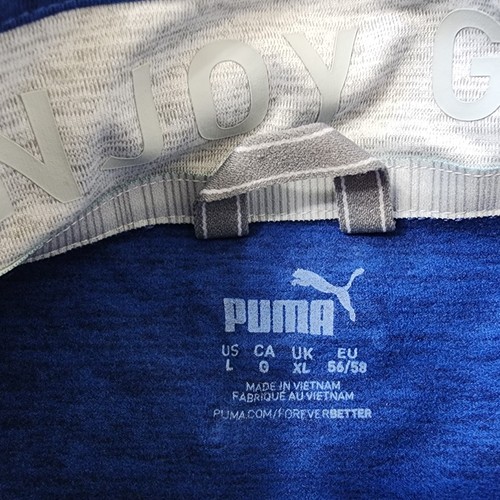 NJOY G
PUMA
US CA UK EU
L G XL 56/58
MADE IN VIETNAM
FABRIQUE AU VIETNAM
PUMA.COM/FOREVERBETTER